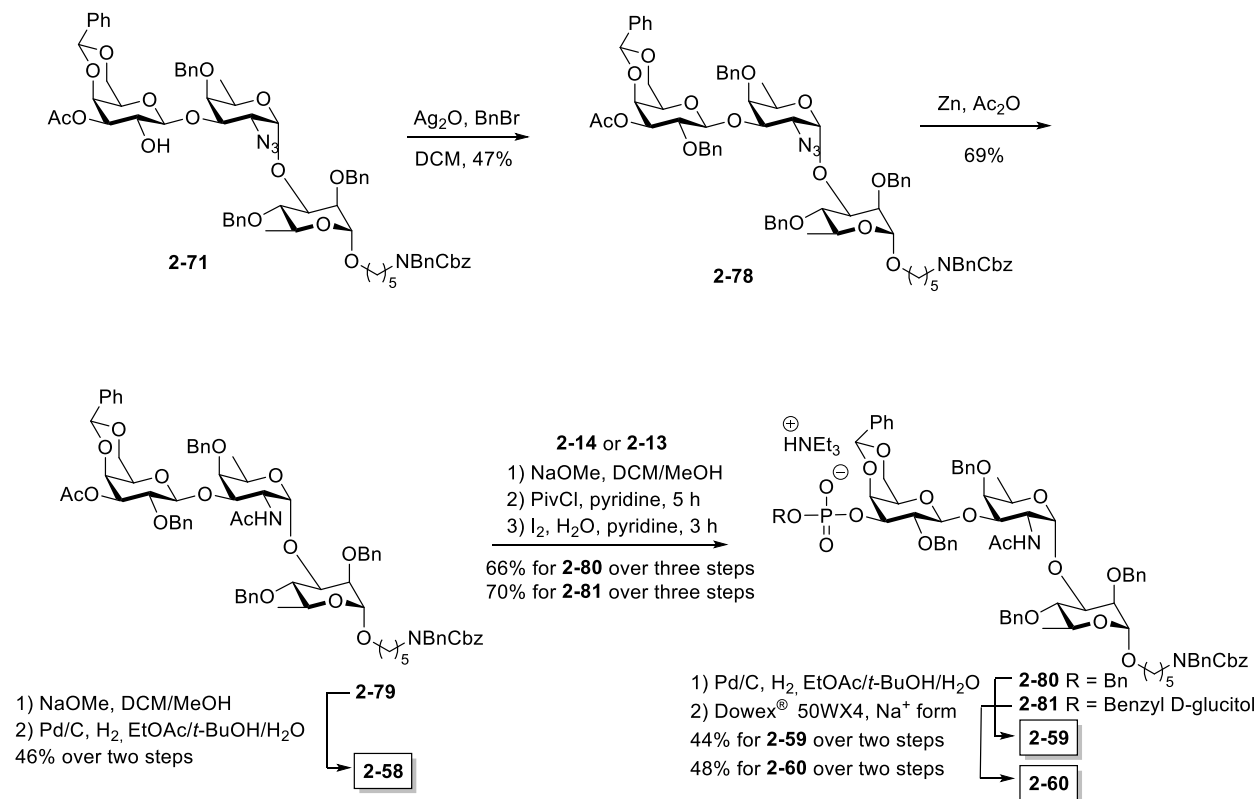 Ph
O
O
BnO
O
O
AcO
O
OH
N3
O
OBn
BnO
O
O
( )5
NBnCbz
2-71
Ag2O, BnBr
DCM, 47%
Ph
O
O
BnO
O
O
AcO
O
OBn
N3
O
OBn
BnO
O
O
( )5
NBnCbz
2-78
Zn, Ac2O
69%
Ph
O
O
BnO
O
O
AcO
O
OBn
AcHN
O
OBn
BnO
O
O
( )5
NBnCbz
2-79
1) NaOMe, DCM/MeOH
2) Pd/C, H2, EtOAc/t-BuOH/H2O
46% over two steps
2-58
2-14 or 2-13
1) NaOMe, DCM/MeOH
2) PivCl, pyridine, 5 h
3) I2, H2O, pyridine, 3 h
66% for 2-80 over three steps
70% for 2-81 over three steps
⊕
HNEt3
Ph
⊖
O
O
O
BnO
O
O
RO
P
O
O
O
OBn
AcHN
O
OBn
BnO
O
O
( )5
NBnCbz
2-80 R = Bn
2-81 R = Benzyl D-glucitol
1) Pd/C, H2, EtOAc/t-BuOH/H2O
2) Dowex® 50WX4, Na+ form
44% for 2-59 over two steps
48% for 2-60 over two steps
2-59
2-60